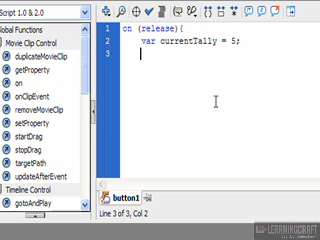 Script 1.0 & 2.0
Global Functions
Movie Clip Control
duplicateMovieClip
getProperty
on
onClipEvent
removeMovieClip
setProperty
startDrag
stopDrag
targetPath
updateAfterEvent
Timeline Control
gotoAndPlay
1 on (release){
2 var currentTally = 5;
3
button1
Line 3 of 3, Col 2
LEARNINGCRAFT